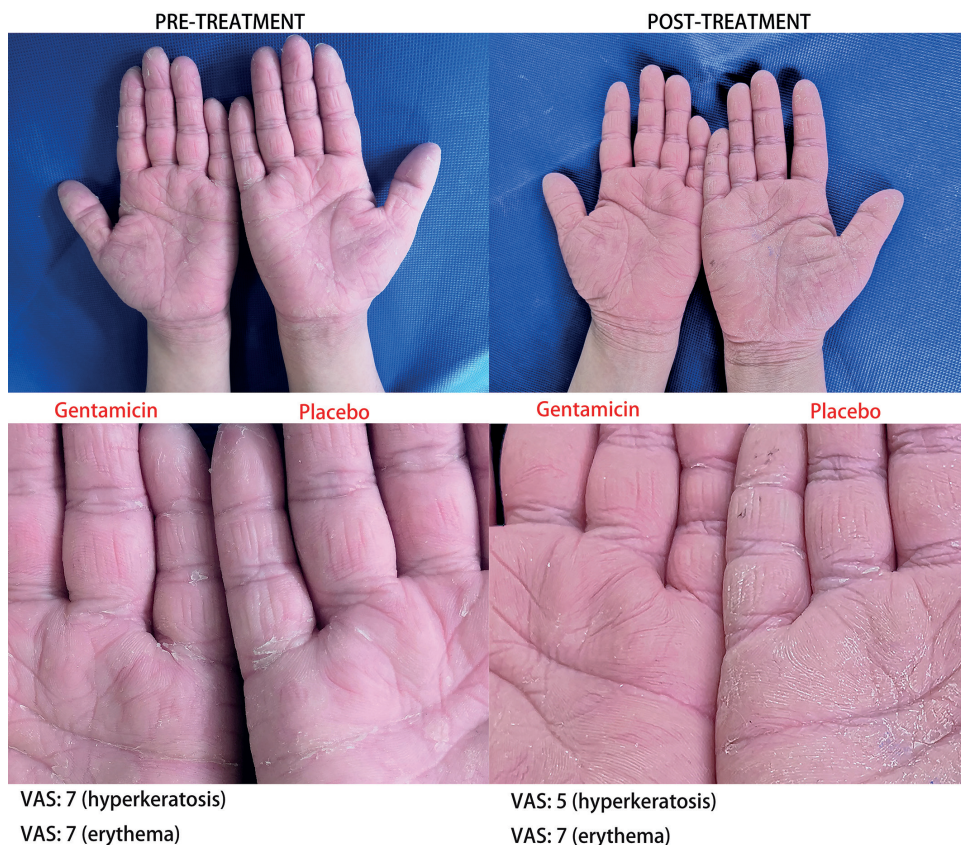 PRE-TREATMENT
POST-TREATMENT
Gentamicin
Placebo
Gentamicin
Placebo
VAS: 7 (hyperkeratosis)
VAS: 7 (erythema)
VAS: 5 (hyperkeratosis)
VAS: 7 (erythema)